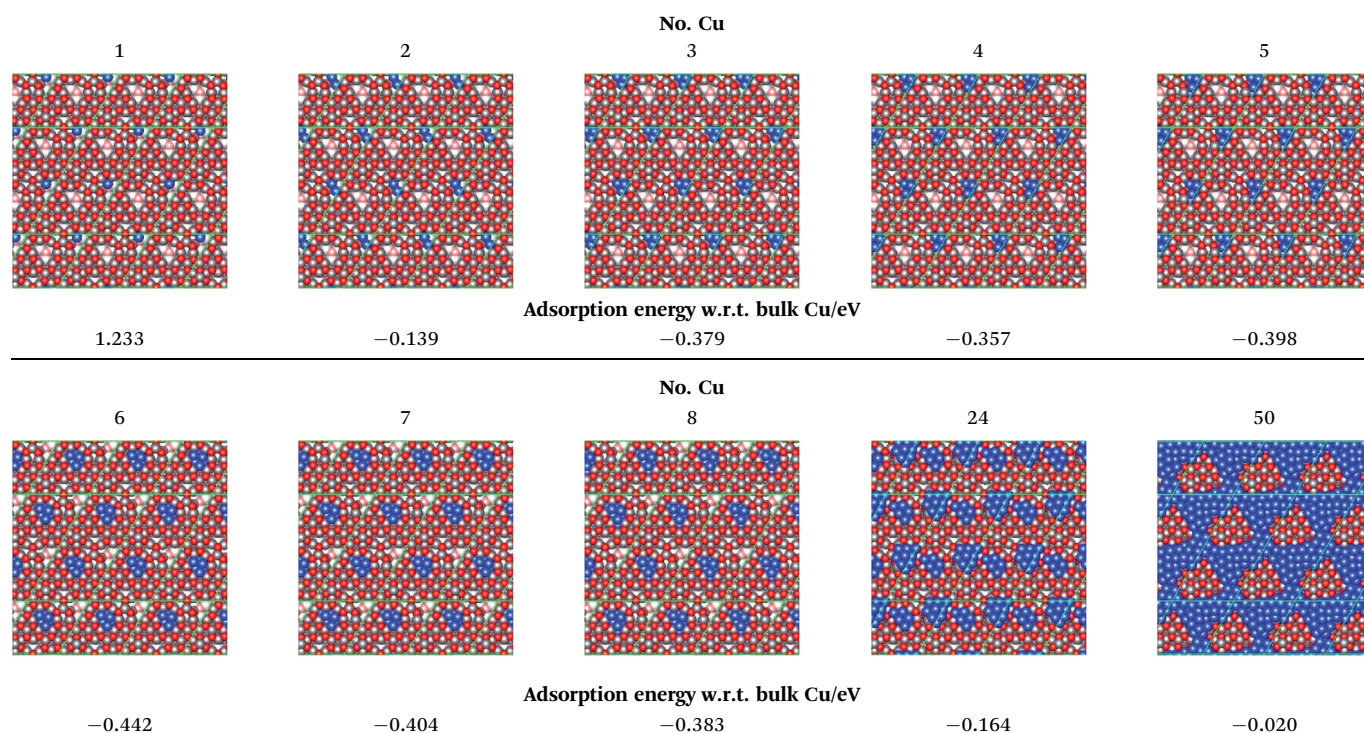 No. Cu
1 2 3 4 5
Adsorption energy w.r.t. bulk Cu/eV
1.233 −0.139 −0.379 −0.357 −0.398
No. Cu
6 7 8 24 50
Adsorption energy w.r.t. bulk Cu/eV
−0.442 −0.404 −0.383 −0.164 −0.020